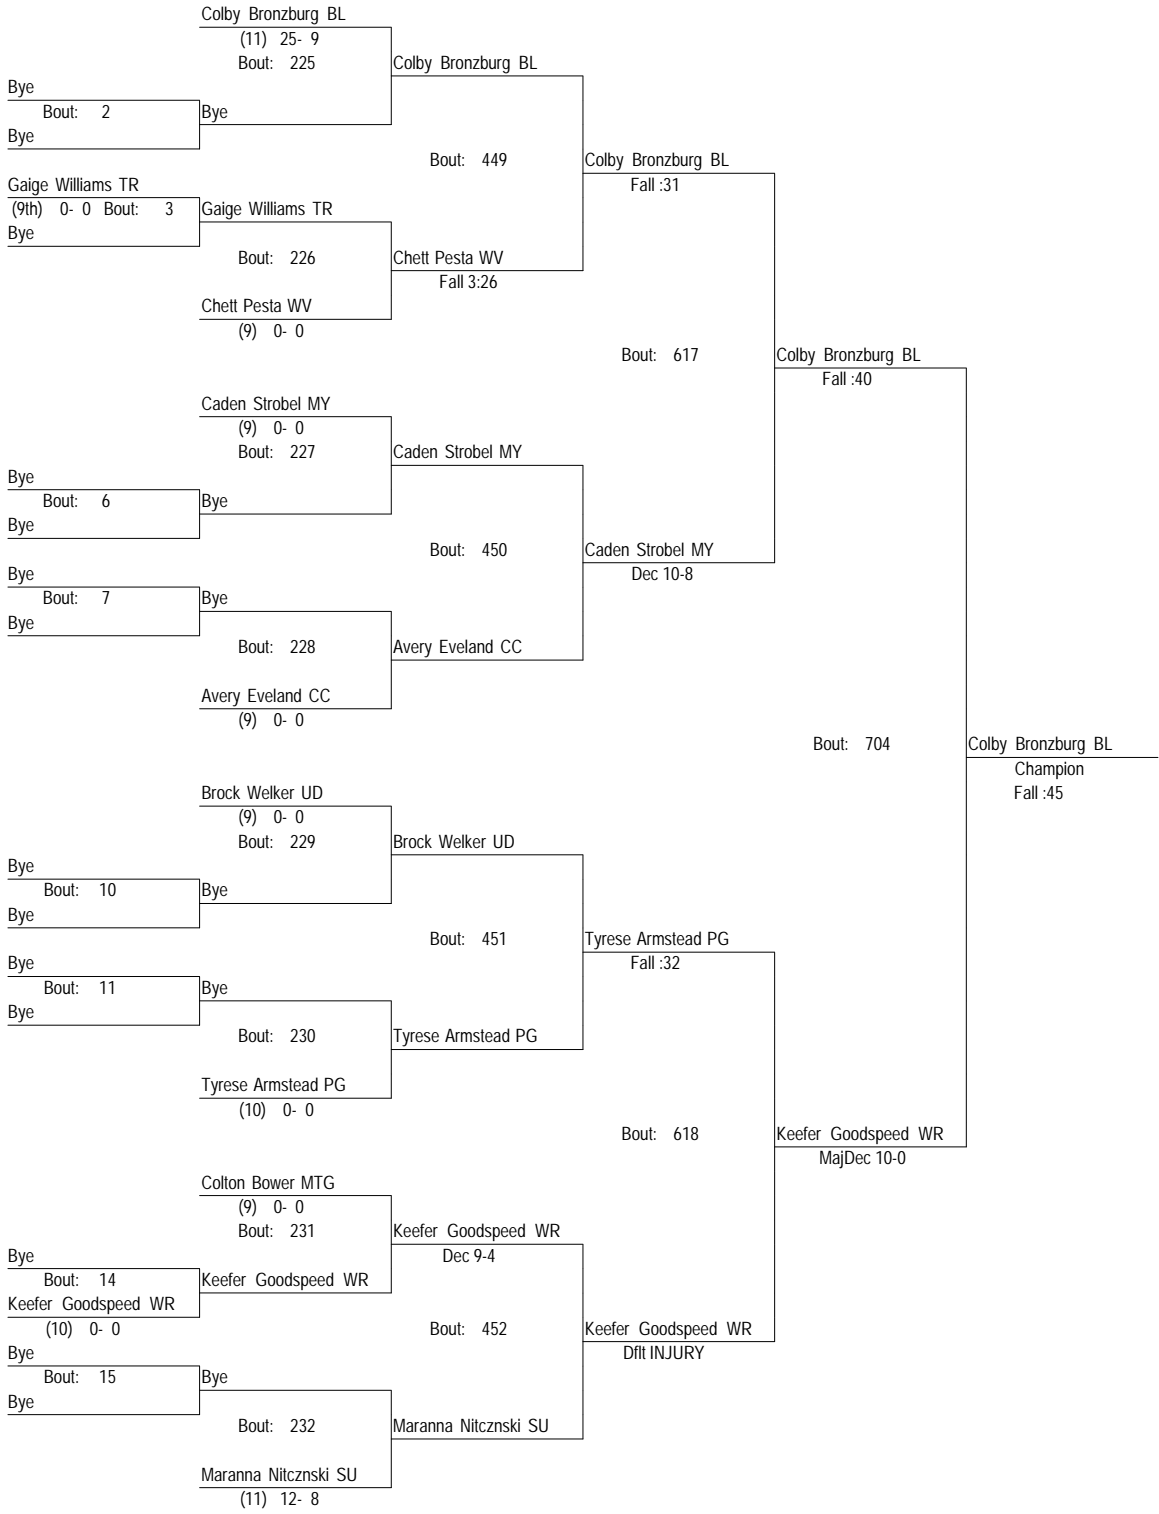 Colby Bronzburg BL
(11) 25- 9
Bout: 225
Colby Bronzburg BL
Bye
Bout: 2
Bye
Bye
Bout: 449
Colby Bronzburg BL
Fall :31
Gaige Williams TR
(9th) 0- 0 Bout: 3
Gaige Williams TR
Bye
Bout: 226
Chett Pesta WV
Fall 3:26
Chett Pesta WV
(9) 0- 0
Bout: 617
Colby Bronzburg BL
Fall :40
Caden Strobel MY
(9) 0- 0
Bout: 227
Caden Strobel MY
Bye
Bout: 6
Bye
Bye
Bout: 450
Caden Strobel MY
Dec 10-8
Bye
Bout: 7
Bye
Bye
Bout: 228
Avery Eveland CC
Avery Eveland CC
(9) 0- 0
Bout: 704
Colby Bronzburg BL
Champion
Fall :45
Brock Welker UD
(9) 0- 0
Bout: 229
Brock Welker UD
Bye
Bout: 10
Bye
Bye
Bout: 451
Tyrese Armstead PG
Fall :32
Bye
Bout: 11
Bye
Bye
Bout: 230
Tyrese Armstead PG
Tyrese Armstead PG
(10) 0- 0
Bout: 618
Keefer Goodspeed WR
MajDec 10-0
Colton Bower MTG
(9) 0- 0
Bout: 231
Keefer Goodspeed WR
Dec 9-4
Bye
Bout: 14
Keefer Goodspeed WR
Keefer Goodspeed WR
(10) 0- 0
Bout: 452
Keefer Goodspeed WR
Dflt INJURY
Bye
Bout: 15
Bye
Bye
Bout: 232
Maranna Nitcznski SU
Maranna Nitcznski SU
(11) 12- 8